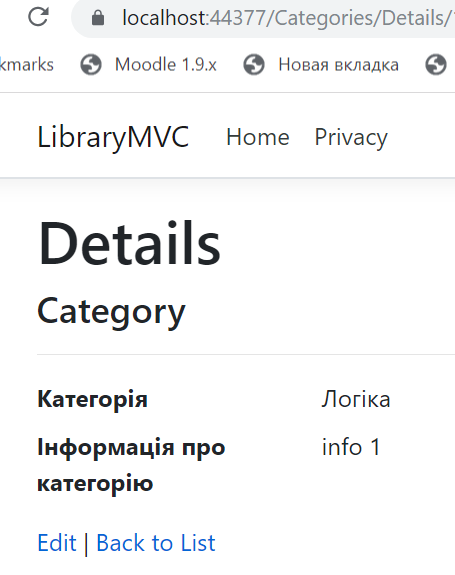 localhost:44377/Categories/Details/
kmarks Moodle 1.9.x Новая вкладка
LibraryMVC Home Privacy
Details
Category
Категорія Логіка
Інформація про info 1
категорію
Edit | Back to List